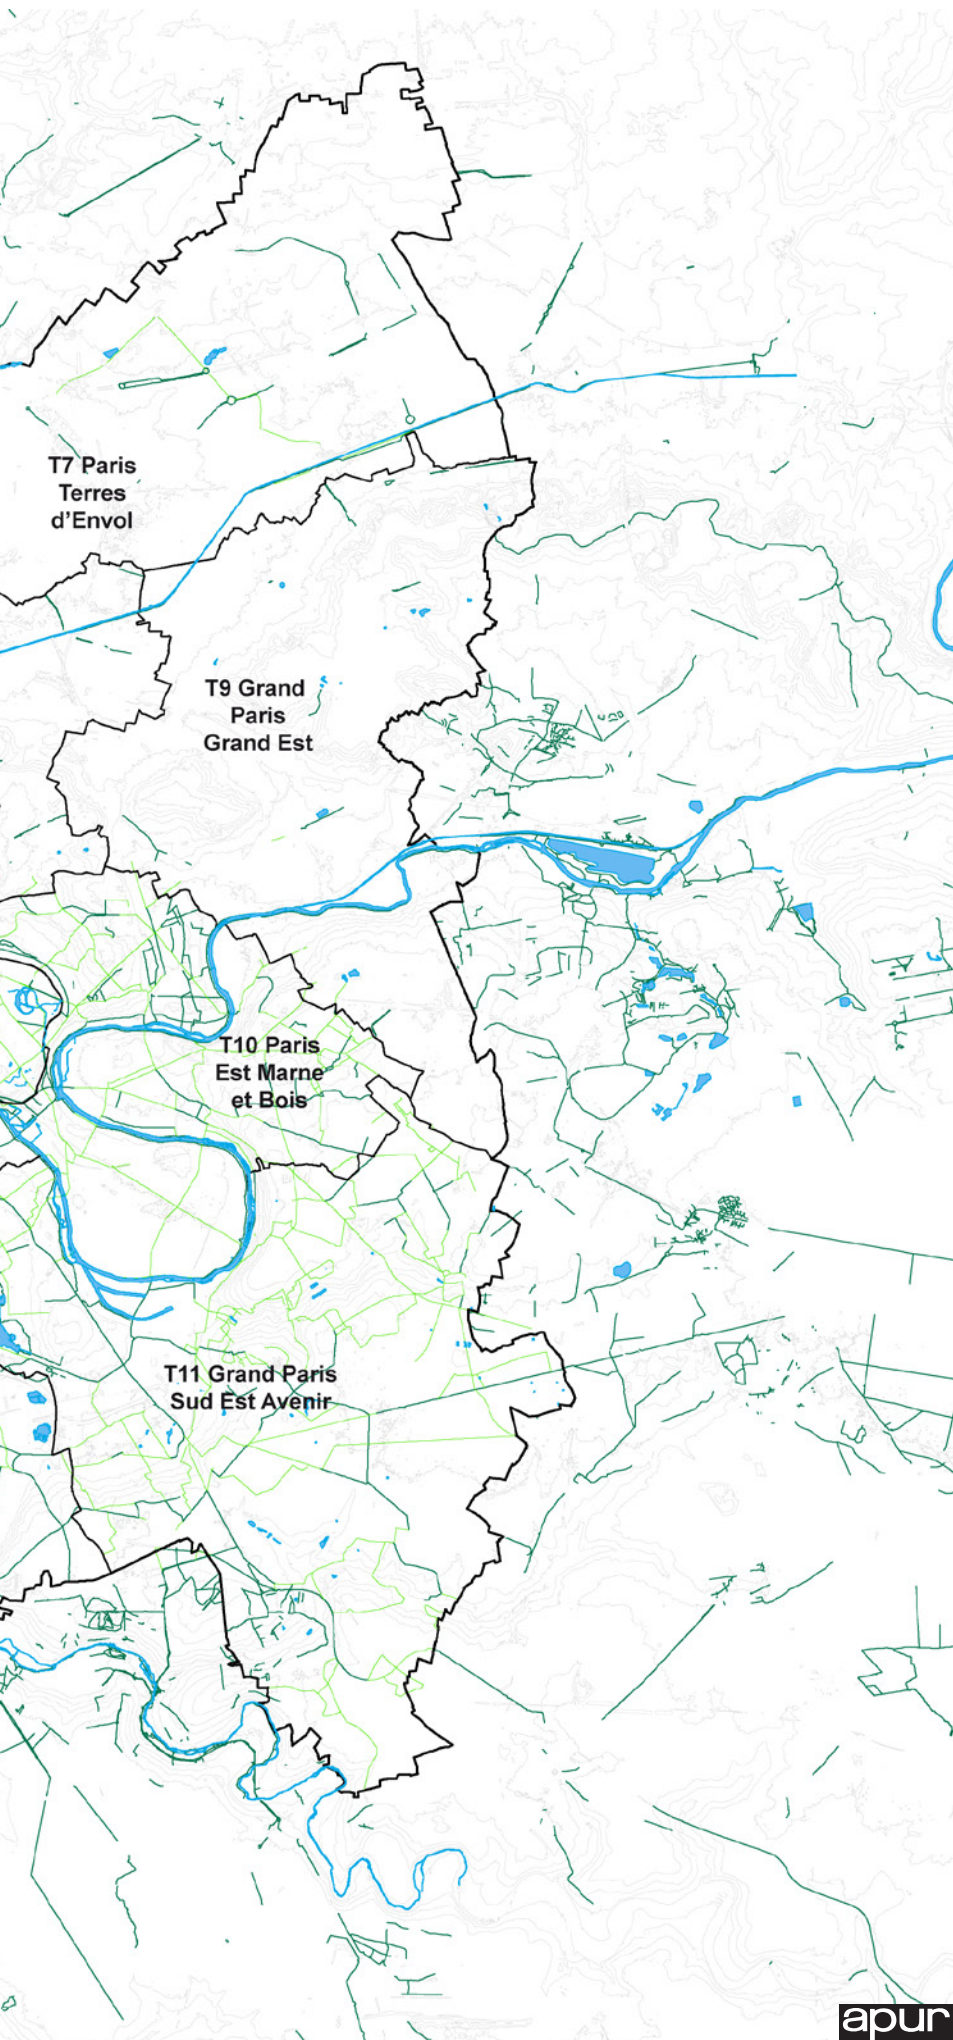 T7 Paris
Terres
d'Envol
T9 Grand
Paris
Grand Est
T10 Paris
Est Marne
et Bois
T11 Grand Paris
Sud Est Avenir
apur